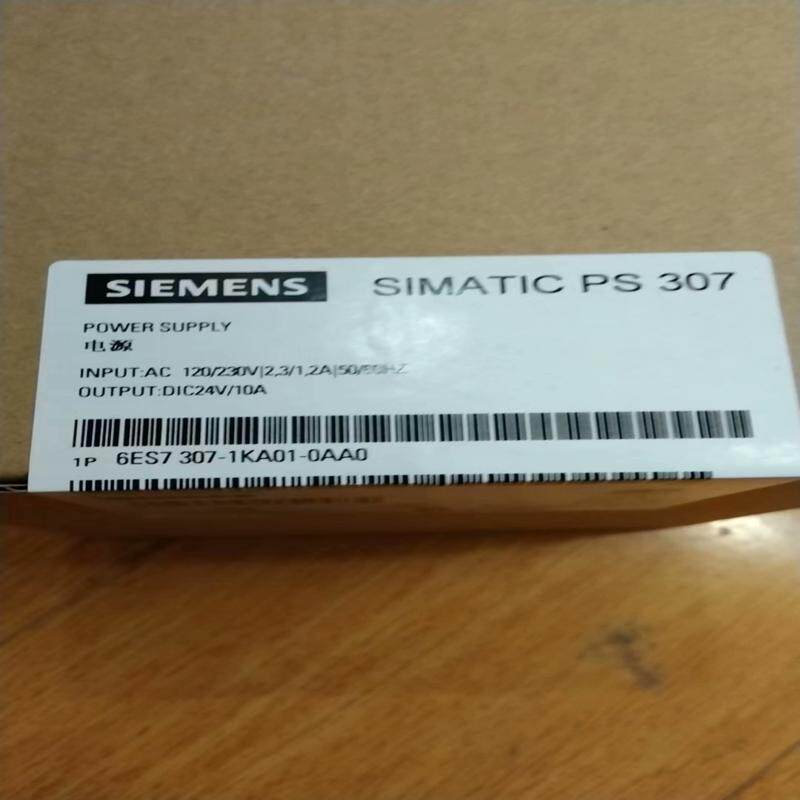 SIEMENS SIMATIC PS 307
POWER SUPPLY
电源
INPUT:AC 120/230V|2,3/1,2A|50/60HZ
OUTPUT:DIC24V/10A
1P 6ES7 307-1KA01-0AA0